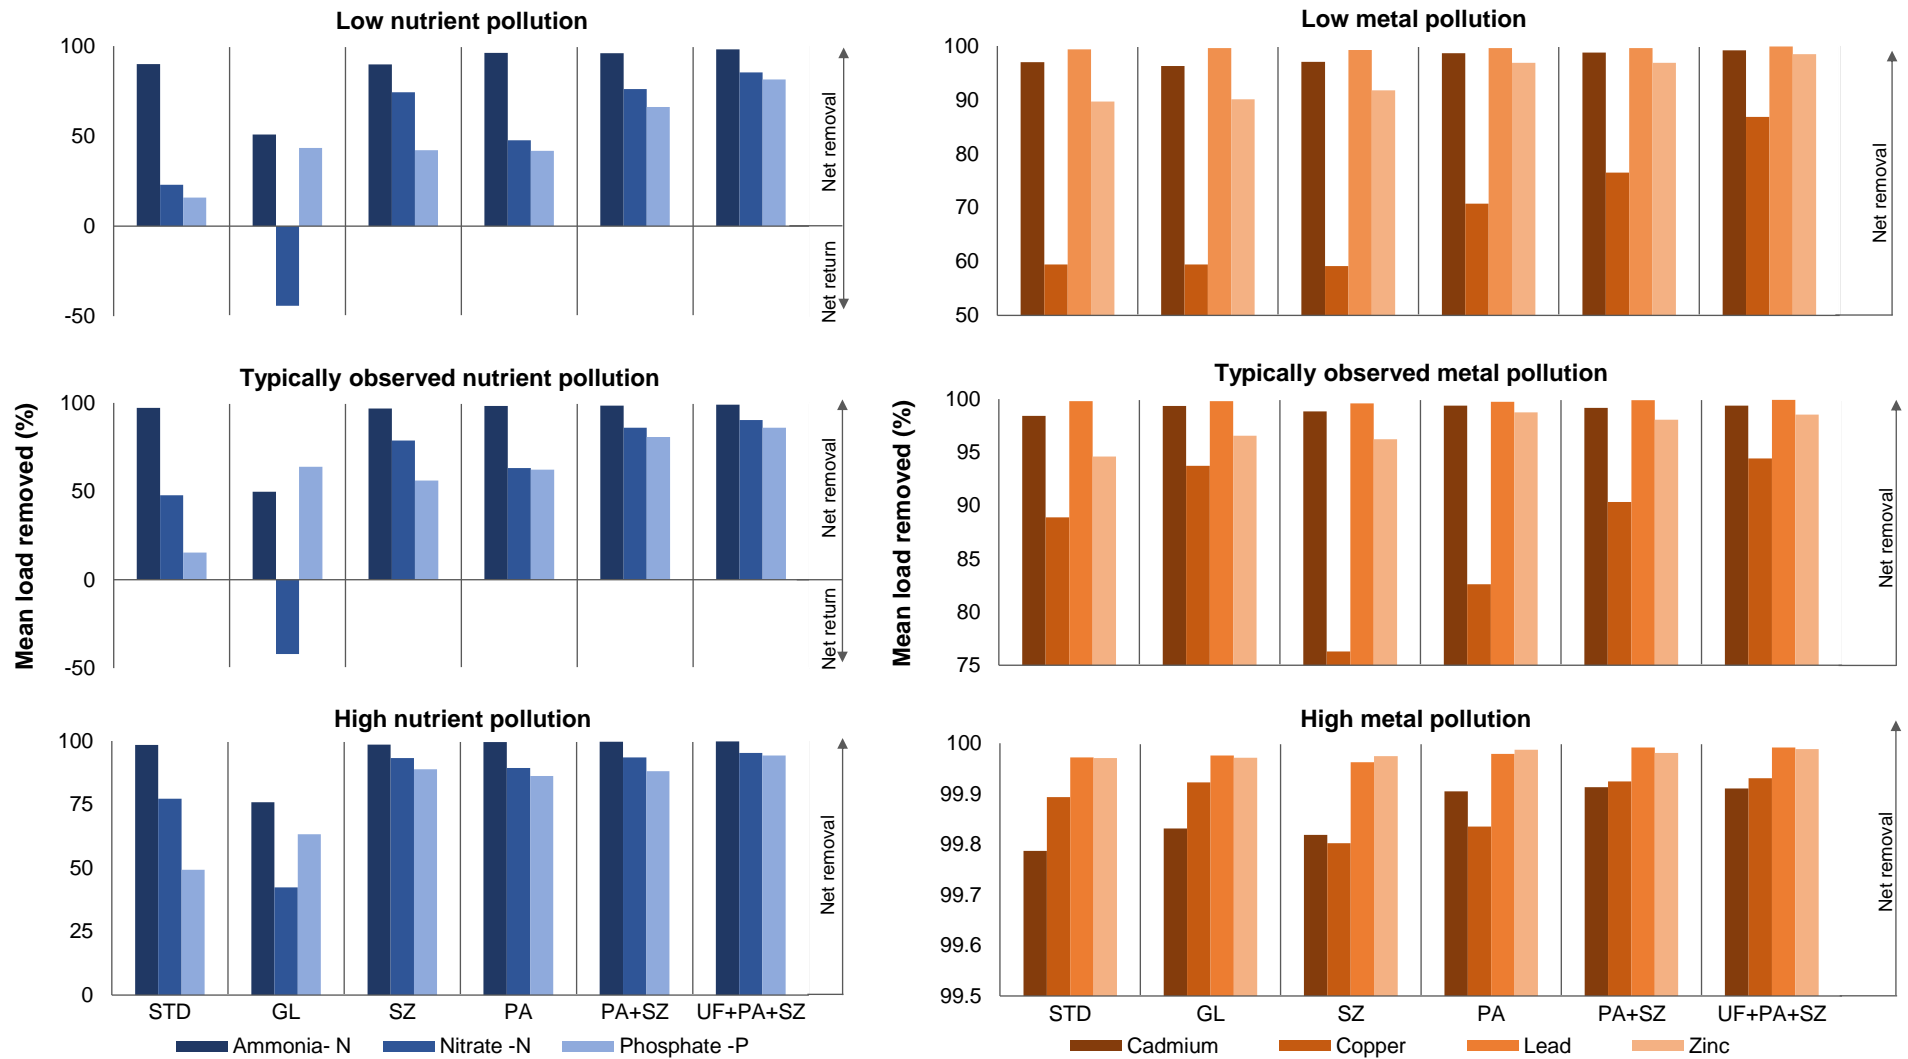 Low nutrient pollution
100
50
0
-50
Net removal
Net return
Typically observed nutrient pollution
100
50
0
-50
Net removal
Net return
Mean load removed (%)
High nutrient pollution
100
75
50
25
0
Net removal
STD GL SZ PA PA+SZ UF+PA+SZ
Ammonia- N Nitrate -N Phosphate -P
Low metal pollution
100
90
80
70
60
50
Net removal
Typically observed metal pollution
100
95
90
85
80
75
Net removal
Mean load removed (%)
High metal pollution
100
99.9
99.8
99.7
99.6
99.5
Net removal
STD GL SZ PA PA+SZ UF+PA+SZ
Cadmium Copper Lead Zinc